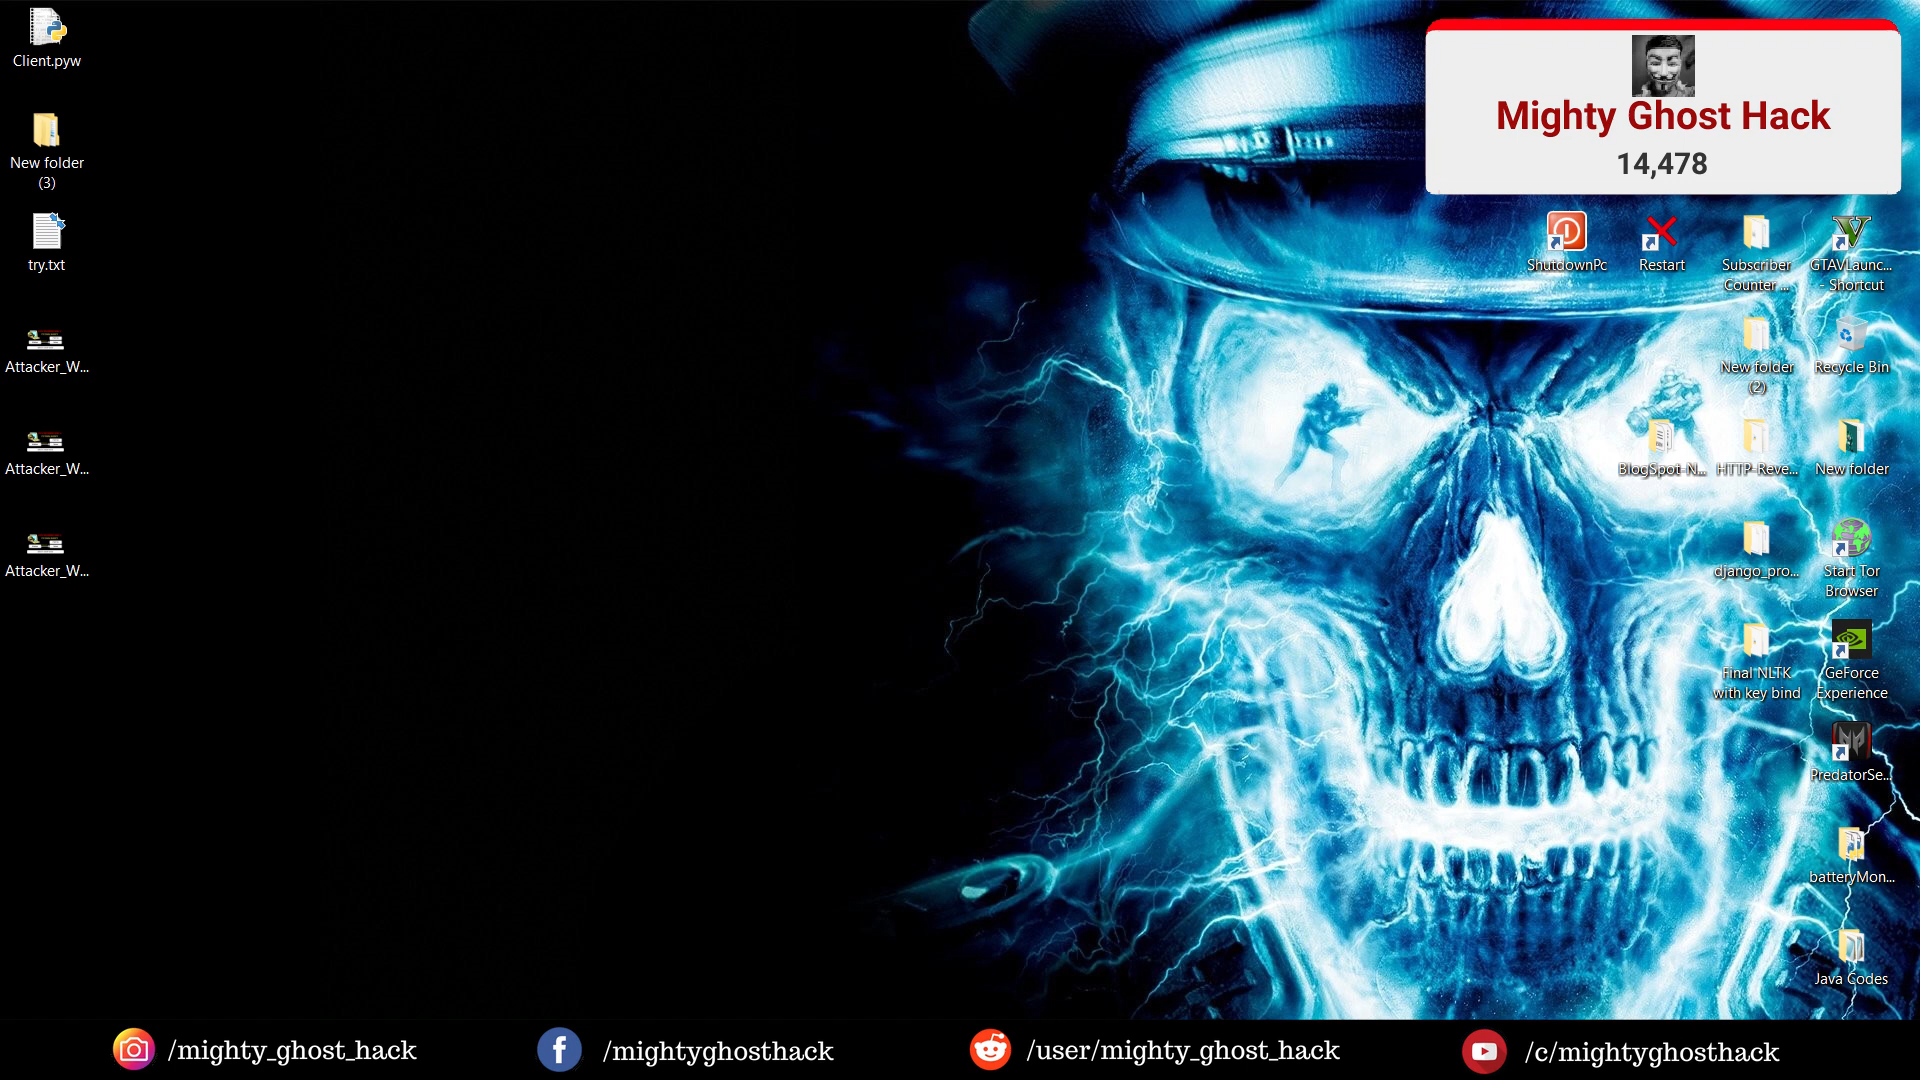 Client.pyw
New folder
(3)
try.txt
Attacker_W...
Attacker_W...
Attacker_W...
Mighty Ghost Hack
14,478
ShutdownPc
Restart
Subscriber
Counter ...
GTAVLaunc...
- Shortcut
New folder
(2)
Recycle Bin
BlogSpot-N...
HTTP-Reve...
New folder
django_pro...
Start Tor
Browser
Final NLTK
with key bind
GeForce
Experience
PredatorSe...
batteryMon...
Java Codes
/mighty_ghost_hack
/mightyghosthack
/user/mighty_ghost_hack
/c/mightyghosthack